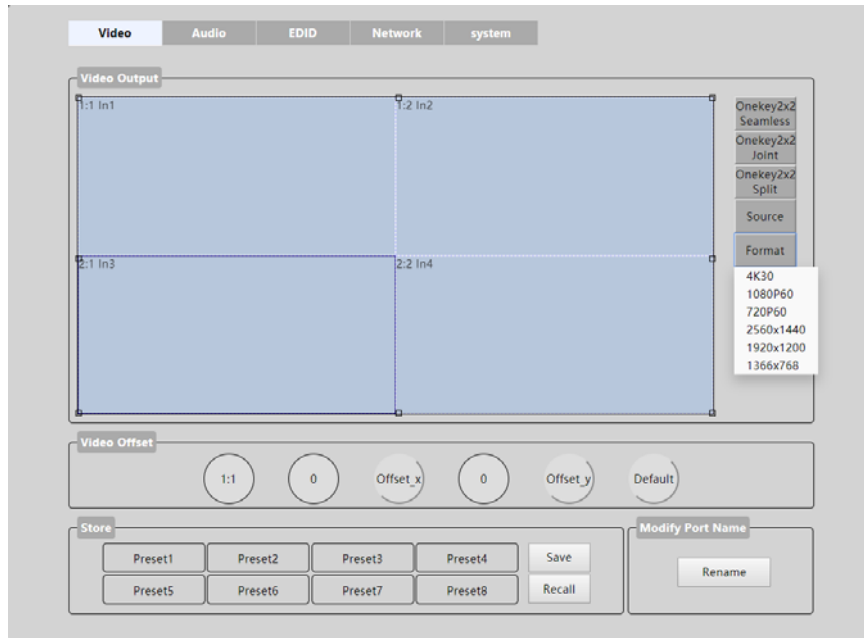 Video Audio EDID Network system
Video Output
1:1 In1 1:2 In2
Onekey2x2
Seamless
Onekey2x2
Joint
Onekey2x2
Split
Source
Format
2:1 In3 2:2 In4
4K30
1080P60
720P60
2560x1440
1920x1200
1366x768
Video Offset
1:1 0 Offset_x 0 Offset_y Default
Store
Preset1 Preset2 Preset3 Preset4 Save
Preset5 Preset6 Preset7 Preset8 Recall
Modify Port Name
Rename